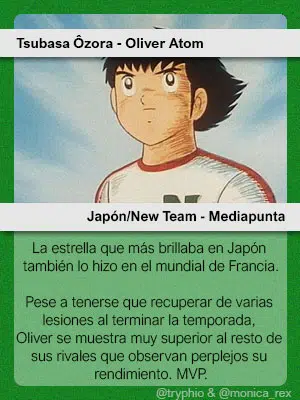 Tsubasa Ôzora - Oliver Atom
N
Japón/New Team - Mediapunta
La estrella que más brillaba en Japón
también lo hizo en el mundial de Francia.
Pese a tenerse que recuperar de varias
lesiones al terminar la temporada,
Oliver se muestra muy superior al resto de
sus rivales que observan perplejos su
rendimiento. MVP.
@tryphio & @monica_rex